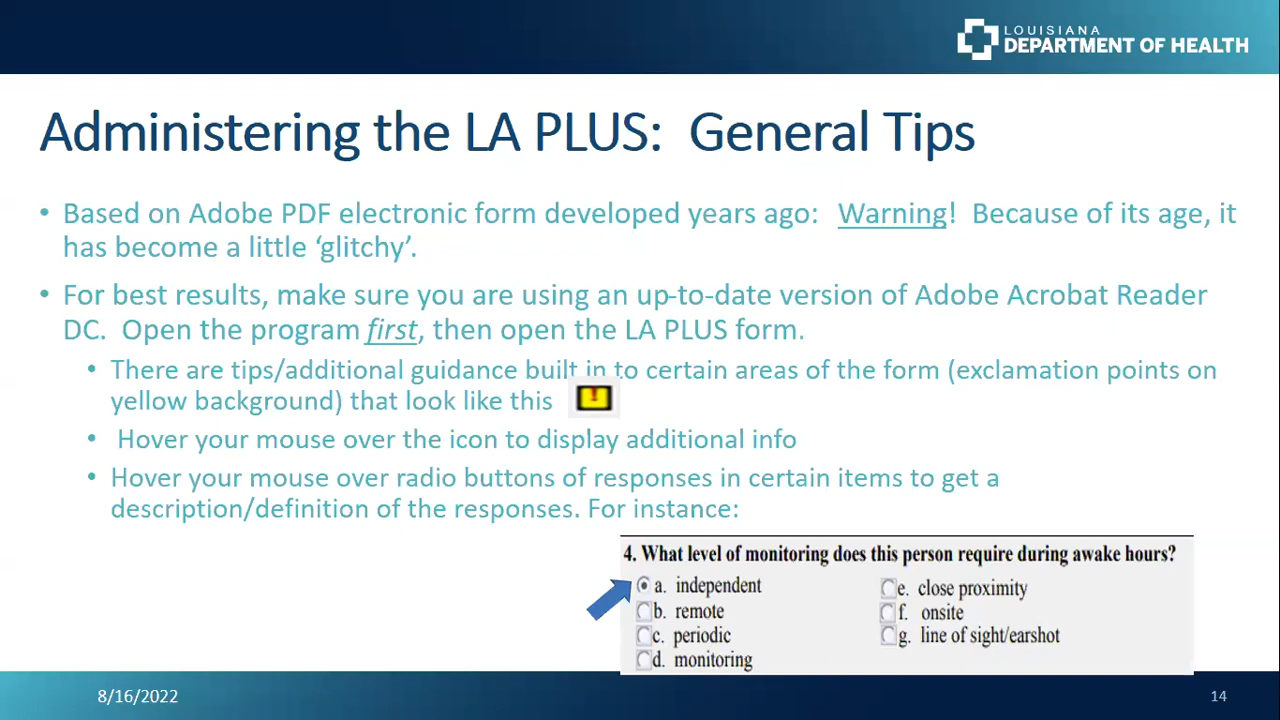 LOUISIANA
DEPARTMENT OF HEALTH
Administering the LA PLUS:  General Tips
• Based on Adobe PDF electronic form developed years ago:  Warning!  Because of its age, it
has become a little ‘glitchy’.
• For best results, make sure you are using an up-to-date version of Adobe Acrobat Reader
DC.  Open the program first, then open the LA PLUS form.
• There are tips/additional guidance built in to certain areas of the form (exclamation points on
yellow background) that look like this !
• Hover your mouse over the icon to display additional info
• Hover your mouse over radio buttons of responses in certain items to get a
description/definition of the responses. For instance:
4. What level of monitoring does this person require during awake hours?
a. independent
b. remote
c. periodic
d. monitoring
e. close proximity
f. onsite
g. line of sight/earshot
8/16/2022
14